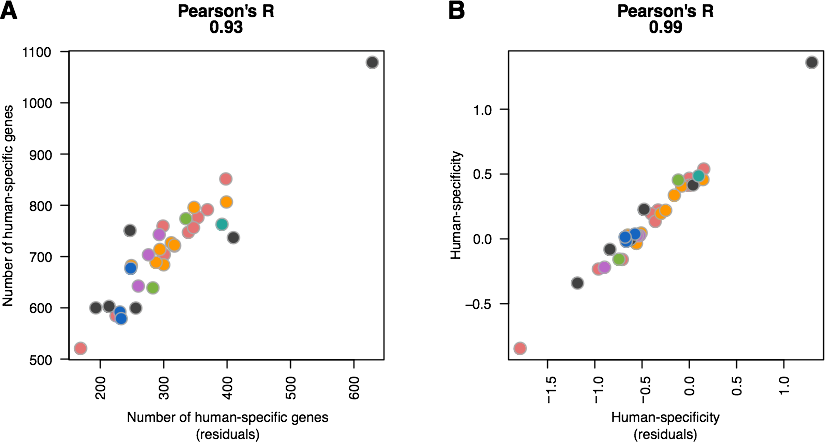 A
Pearson's R
0.93
Number of human-specific genes
1100
1000
900
800
700
600
500
200
300
400
500
600
Number of human-specific genes
(residuals)
B
Pearson's R
0.99
Human-specificity
1.0
0.5
0.0
−0.5
−1.5
−1.0
−0.5
0.0
0.5
1.0
Human-specificity
(residuals)